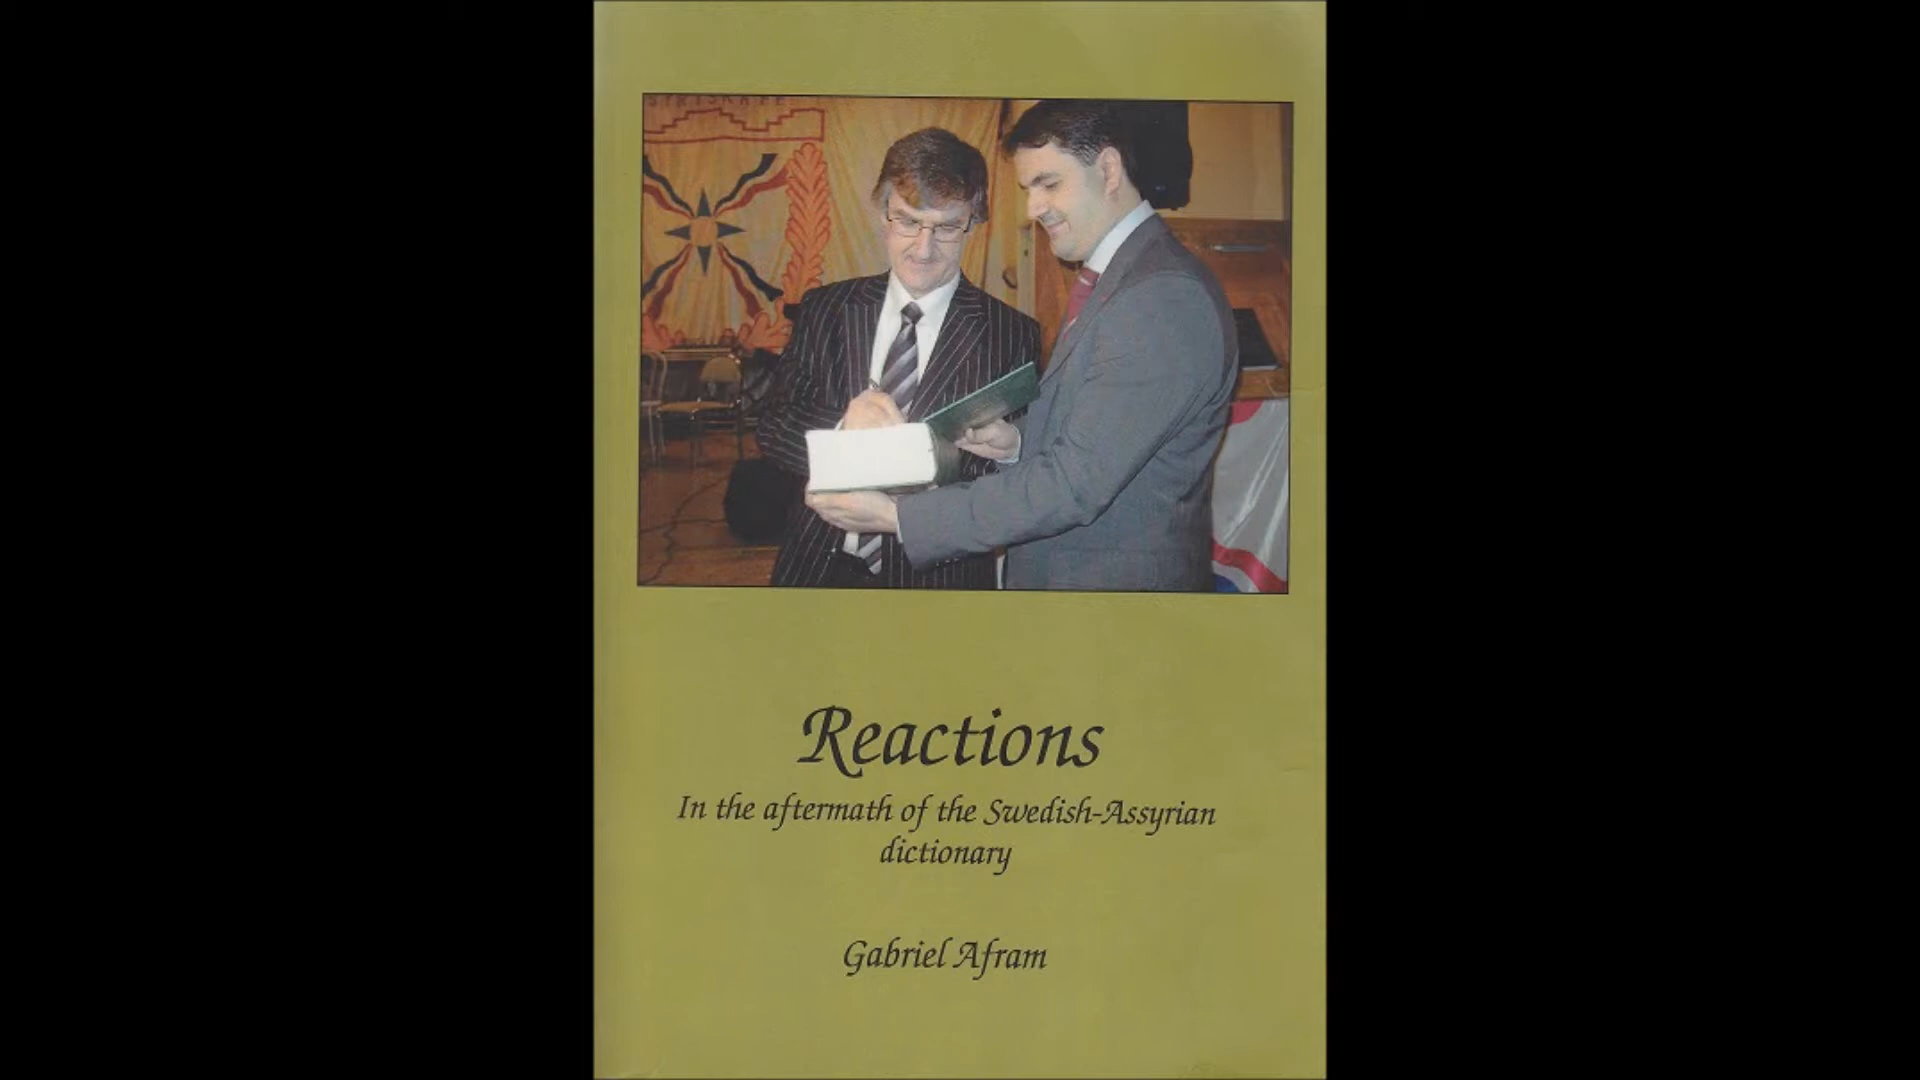 Reactions
In the aftermath of the Swedish-Assyrian
dictionary
Gabriel Afram